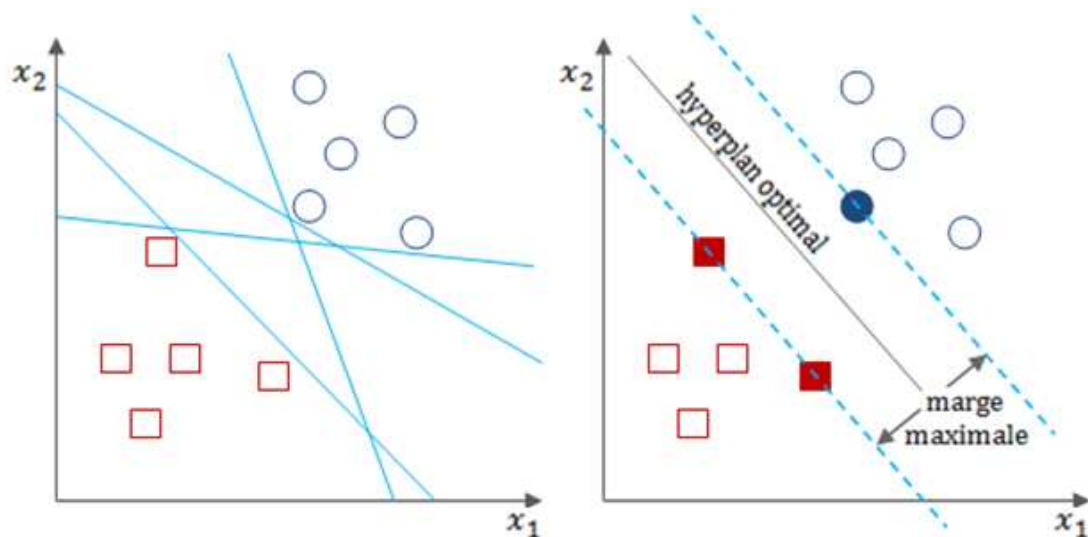 x₂
x₁
x₂
hyperplan optimal
marge
maximale
x₁